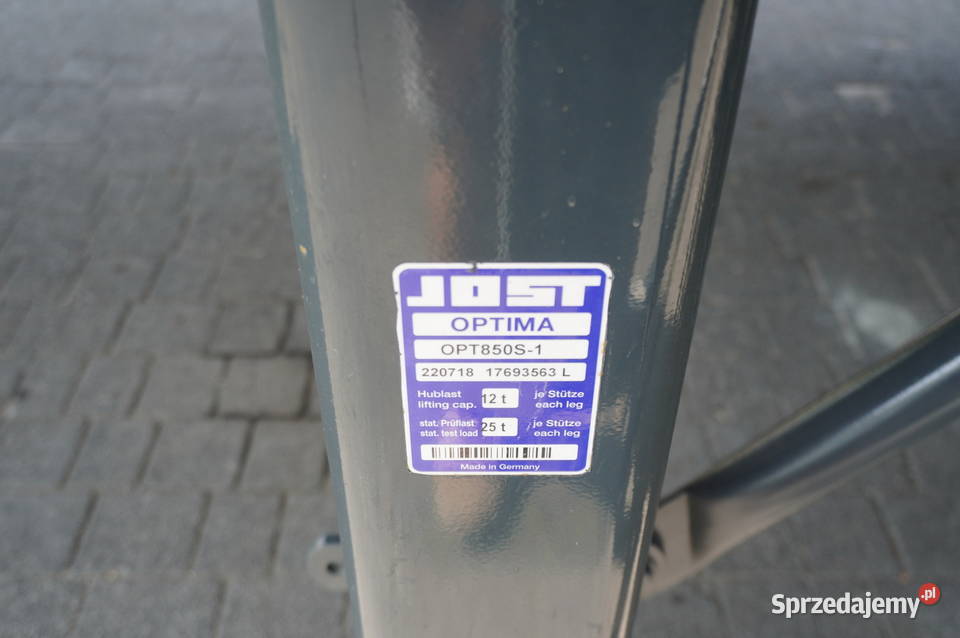 JOST
OPTIMA
OPT850S-1
220718 17693563 L
Hublast 12 t je Stütze
lifting cap. each leg
stat. Prüflast 25 t je Stütze
stat. test load each leg
Made in Germany
Sprzedajemy.pl